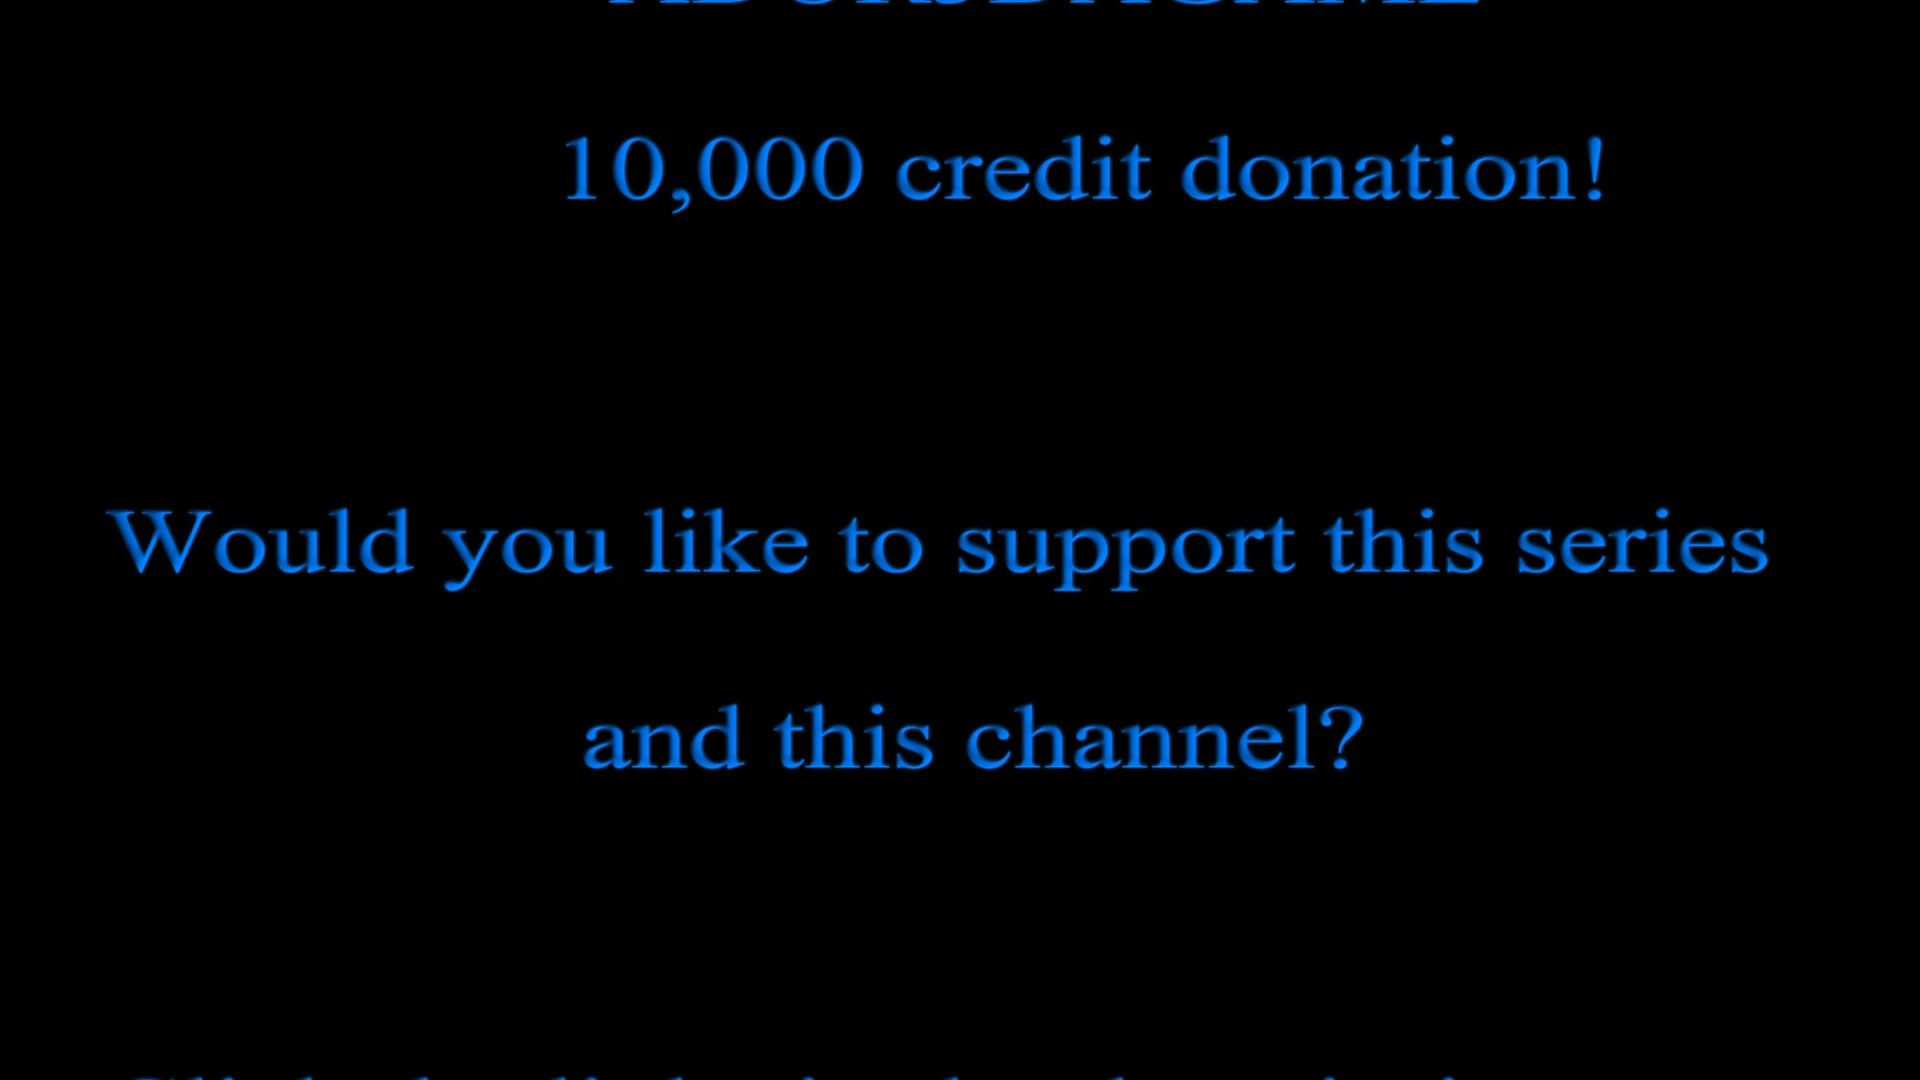 10,000 credit donation!
Would you like to support this series
and this channel?